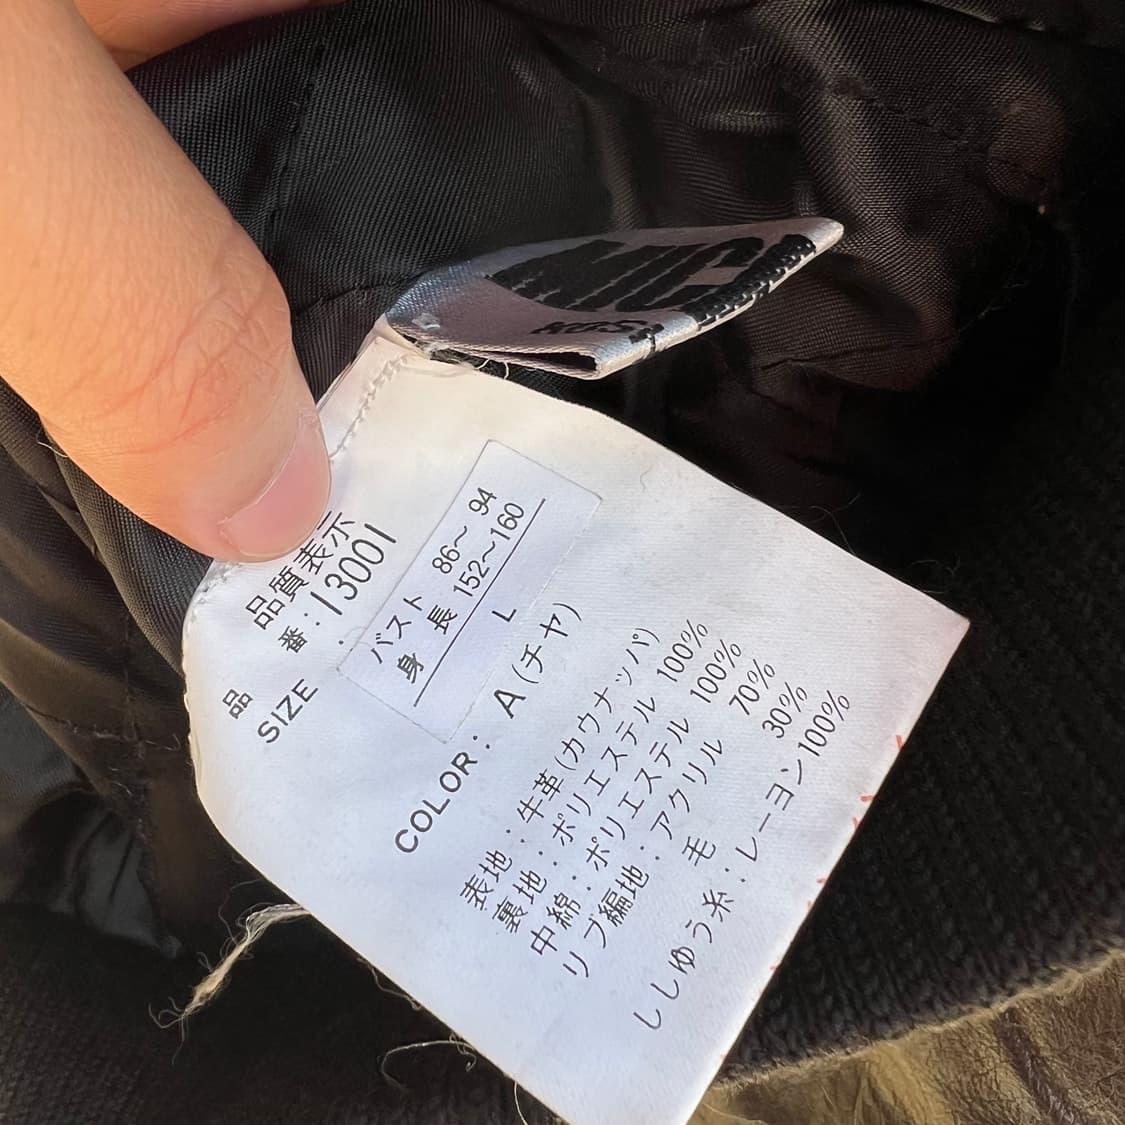 品質表示
品番：13001
SIZE
バスト 86～94
身長 152～160
L
COLOR: A(チヤ)
表地：牛革(カウナッパ)
裏地：ポリエステル 100%
中綿：ポリエステル 100%
リブ編地：アクリル 70%
毛 30%
ししゆう糸：レーヨン100%